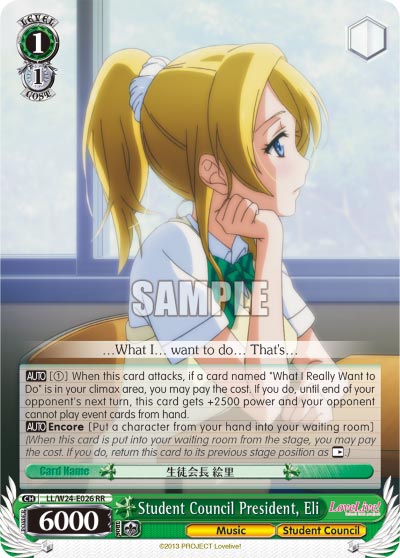 LEVEL
1
1
COST
SAMPLE
…What I… want to do… That's…
AUTO [①] When this card attacks, if a card named "What I Really Want to
Do" is in your climax area, you may pay the cost. If you do, until end of your
opponent's next turn, this card gets +2500 power and your opponent
cannot play event cards from hand.
AUTO Encore [Put a character from your hand into your waiting room]
(When this card is put into your waiting room from the stage, you may pay
the cost. If you do, return this card to its previous stage position as ▶.)
Card Name
生徒会長 絵里
CH LL/W24-E026 RR
POWER
6000
Student Council President, Eli
LoveLive!
Music
Student Council
©2013 PROJECT Lovelive!